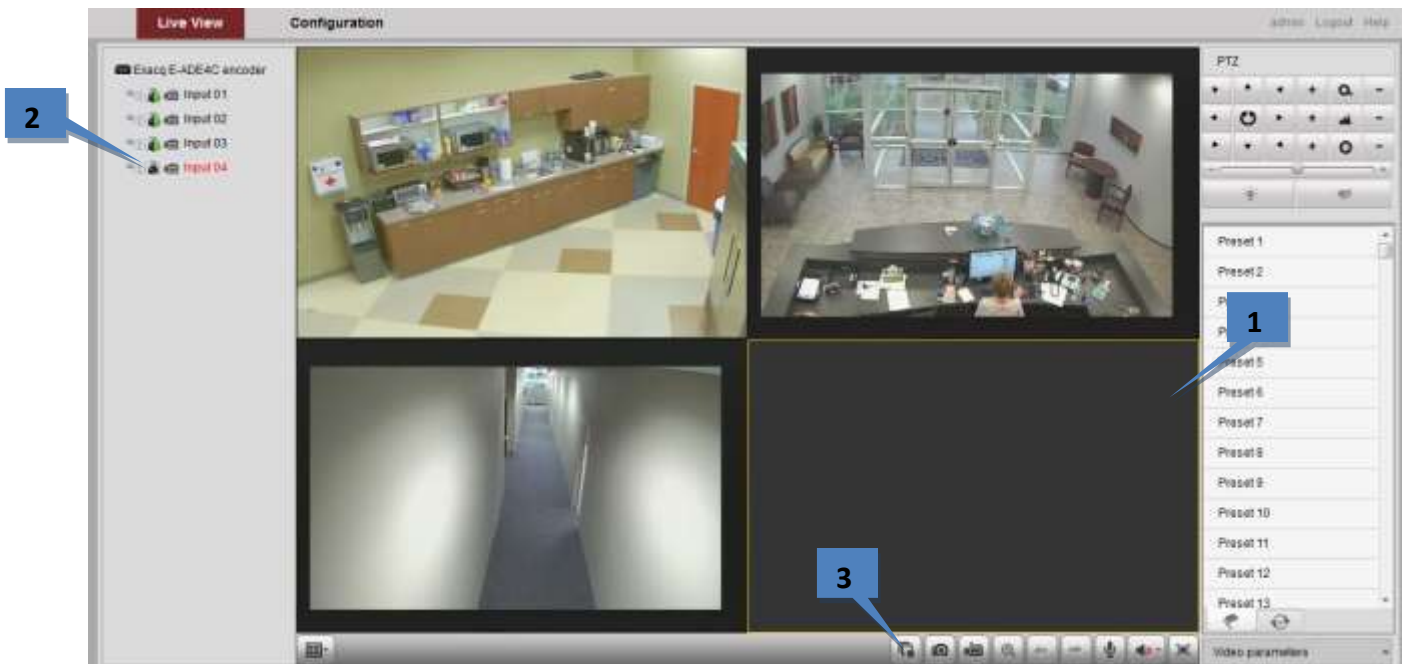 Live View Configuration admin Logout Help
Exacq E-ADE4C encoder
Input 01
Input 02
Input 03
Input 04
2
PTZ
Preset 1
Preset 2
1
Preset 5
Preset 6
Preset 7
Preset 8
Preset 9
Preset 10
Preset 11
Preset 12
Preset 13
3
Video parameters